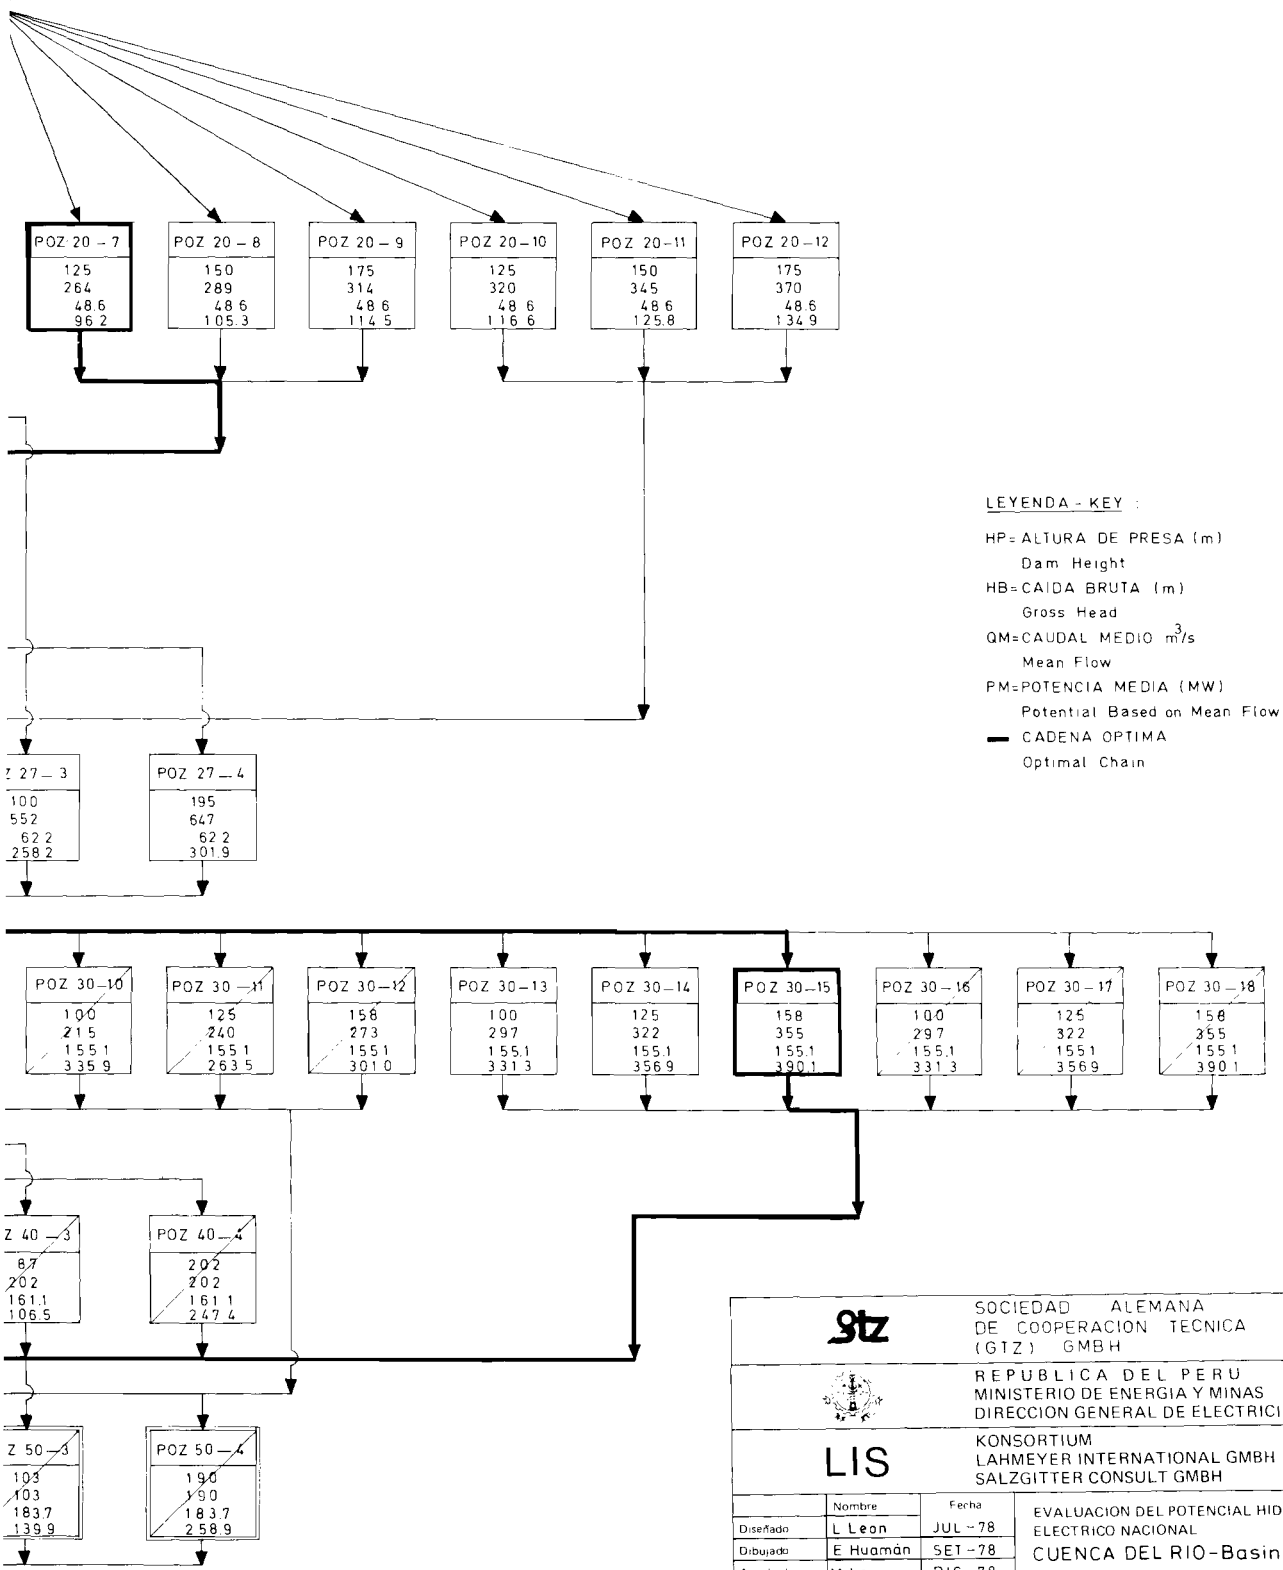 POZ 20-7
125
264
48.6
96.2
POZ 20-8
150
289
48 6
105.3
POZ 20-9
175
314
48 6
114 5
POZ 20-10
125
320
48 6
116 6
POZ 20-11
150
345
48 6
125.8
POZ 20-12
175
370
48.6
134 9
LEYENDA - KEY :
HP= ALTURA DE PRESA (m)
Dam Height
HB= CAIDA BRUTA (m)
Gross Head
QM= CAUDAL MEDIO m3/s
Mean Flow
PM= POTENCIA MEDIA (MW)
Potential Based on Mean Flow
CADENA OPTIMA
Optimal Chain
Z 27-3
100
552
62 2
258 2
POZ 27-4
195
647
62 2
301.9
POZ 30-10
100
215
155 1
335 9
POZ 30-11
125
240
155 1
263 5
POZ 30-12
158
273
155 1
301 0
POZ 30-13
100
297
155.1
331 3
POZ 30-14
125
322
155.1
356 9
POZ 30-15
158
355
155.1
390.1
POZ 30-16
100
297
155.1
331 3
POZ 30-17
125
322
155 1
356 9
POZ 30-18
158
355
155 1
390 1
Z 40-3
87
202
161.1
106.5
POZ 40-4
202
202
161 1
247 4
Z 50-3
103
103
183.7
139 9
POZ 50-4
190
190
183.7
258.9
gtz
SOCIEDAD ALEMANA
DE COOPERACION TECNICA
(GTZ) GMBH
REPUBLICA DEL PERU
MINISTERIO DE ENERGIA Y MINAS
DIRECCION GENERAL DE ELECTRICI
LIS
KONSORTIUM
LAHMEYER INTERNATIONAL GMBH
SALZGITTER CONSULT GMBH
Nombre Fecha
Diseñado L Leon JUL-78
Dibujado E Huamán SET-78
EVALUACION DEL POTENCIAL HID
ELECTRICO NACIONAL
CUENCA DEL RIO-Basin